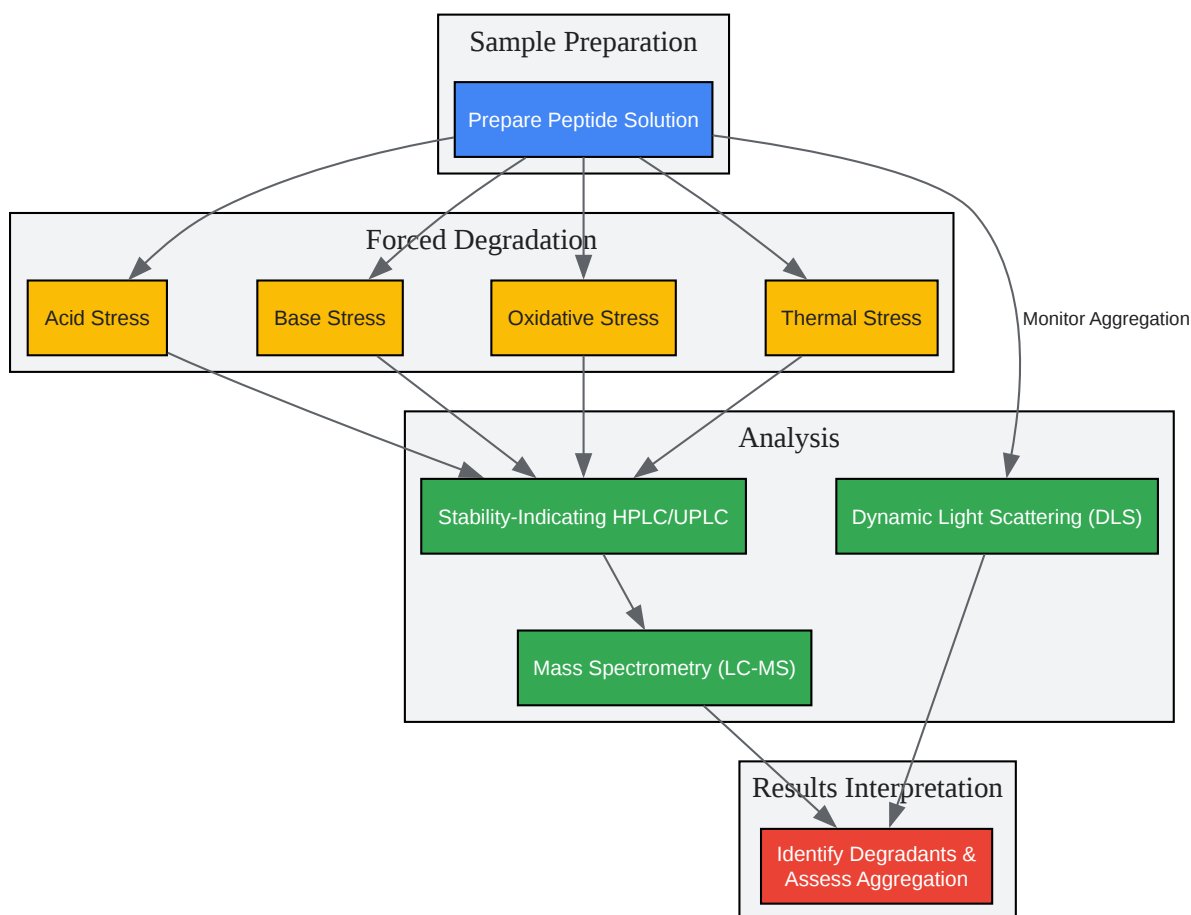 Sample Preparation
Prepare Peptide Solution
Forced Degradation
Acid Stress
Base Stress
Oxidative Stress
Thermal Stress
Monitor Aggregation
Analysis
Stability-Indicating HPLC/UPLC
Dynamic Light Scattering (DLS)
Mass Spectrometry (LC-MS)
Results Interpretation
Identify Degradants &
Assess Aggregation